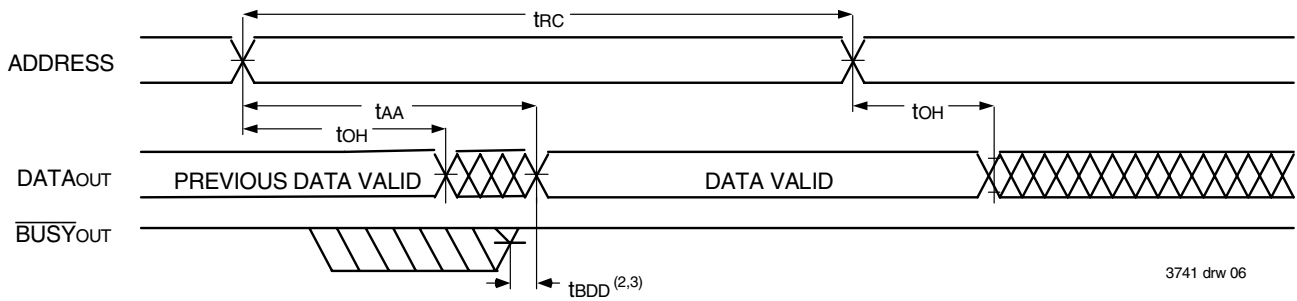 tRC
ADDRESS
tAA
tOH
tOH
DATAOUT
PREVIOUS DATA VALID
DATA VALID
BUSYOUT
tBDD (2,3)
3741 drw 06